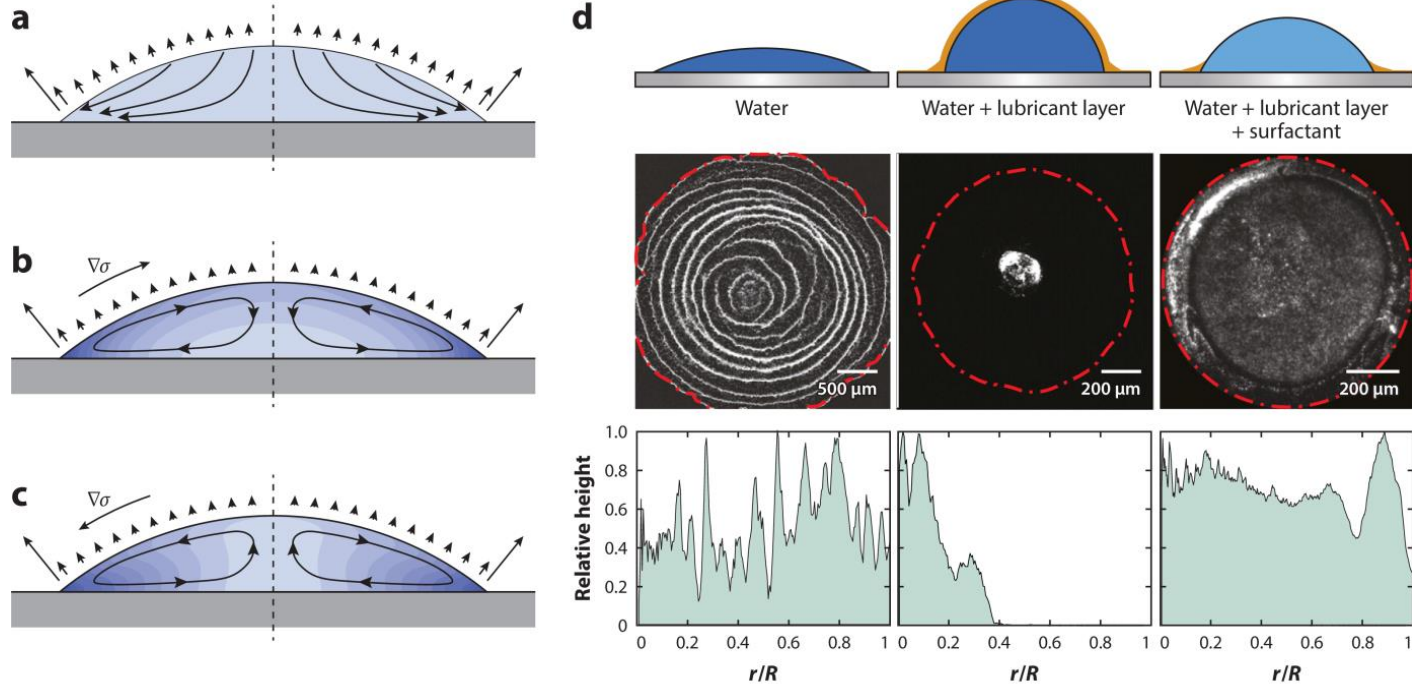 a
b
∇σ
c
∇σ
d
Water
Water + lubricant layer
Water + lubricant layer
+ surfactant
500 μm
200 μm
200 μm
Relative height
1.0
0.8
0.6
0.4
0.2
0
0 0.2 0.4 0.6 0.8 1
0 0.2 0.4 0.6 0.8 1
0 0.2 0.4 0.6 0.8 1
r/R
r/R
r/R